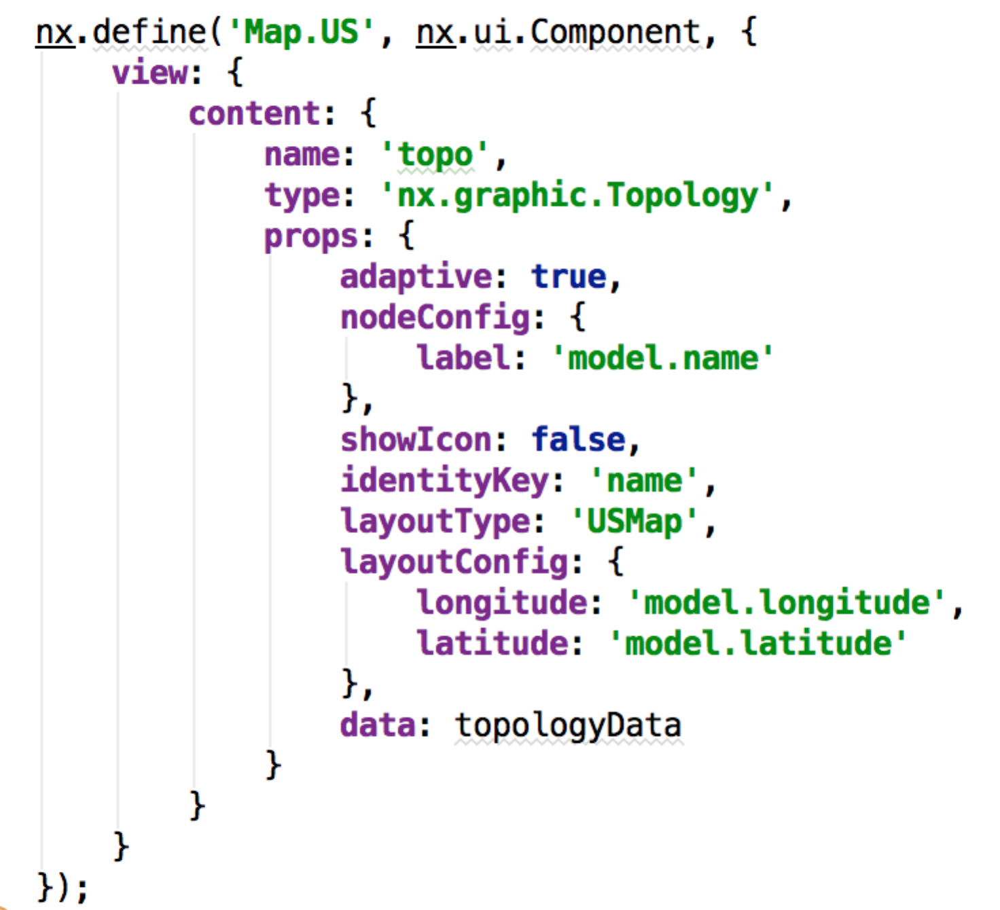 nx.define('Map.US', nx.ui.Component, {
    view: {
        content: {
            name: 'topo',
            type: 'nx.graphic.Topology',
            props: {
                adaptive: true,
                nodeConfig: {
                    label: 'model.name'
                },
                showIcon: false,
                identityKey: 'name',
                layoutType: 'USMap',
                layoutConfig: {
                    longitude: 'model.longitude',
                    latitude: 'model.latitude'
                },
                data: topologyData
            }
        }
    }
});